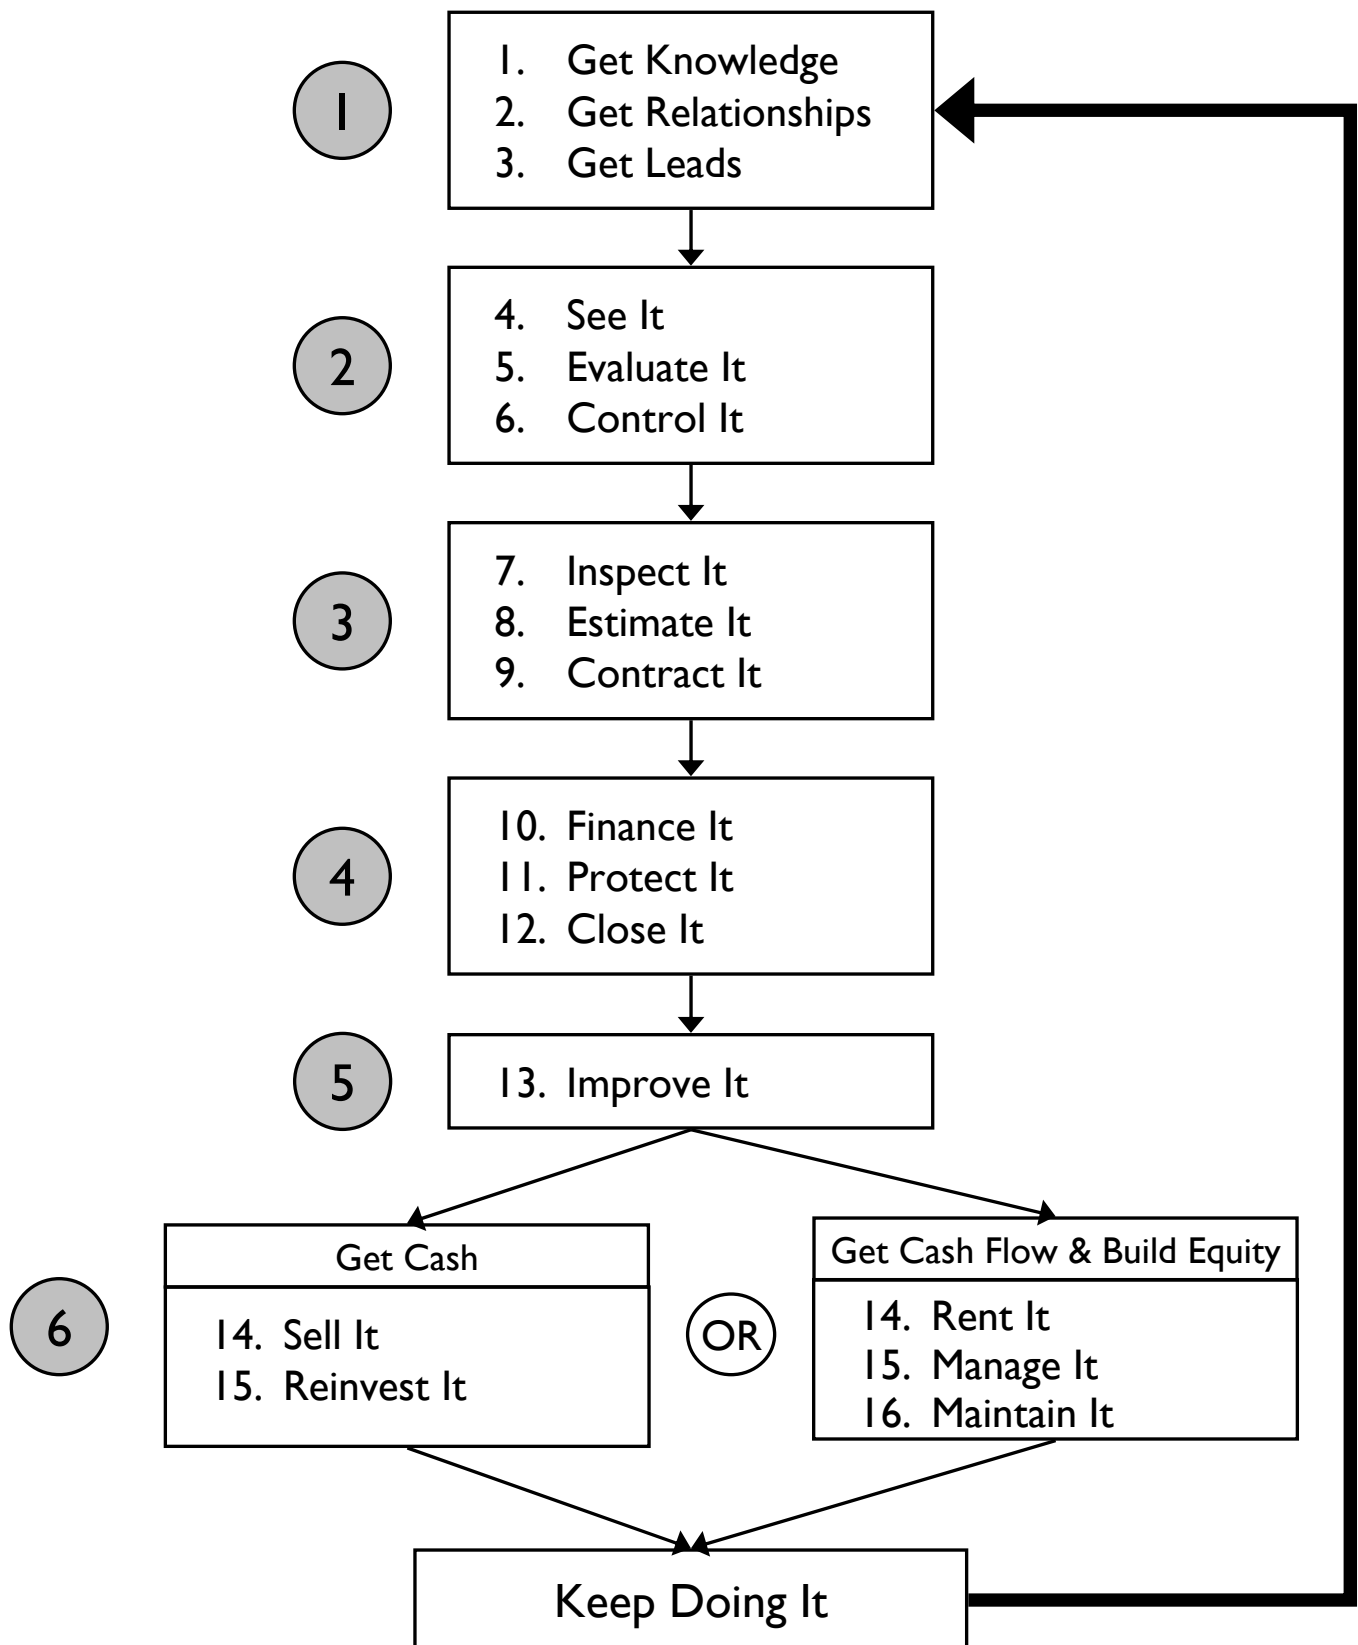 1
1. Get Knowledge
2. Get Relationships
3. Get Leads
2
4. See It
5. Evaluate It
6. Control It
3
7. Inspect It
8. Estimate It
9. Contract It
4
10. Finance It
11. Protect It
12. Close It
5
13. Improve It
6
Get Cash
14. Sell It
15. Reinvest It
OR
Get Cash Flow & Build Equity
14. Rent It
15. Manage It
16. Maintain It
Keep Doing It